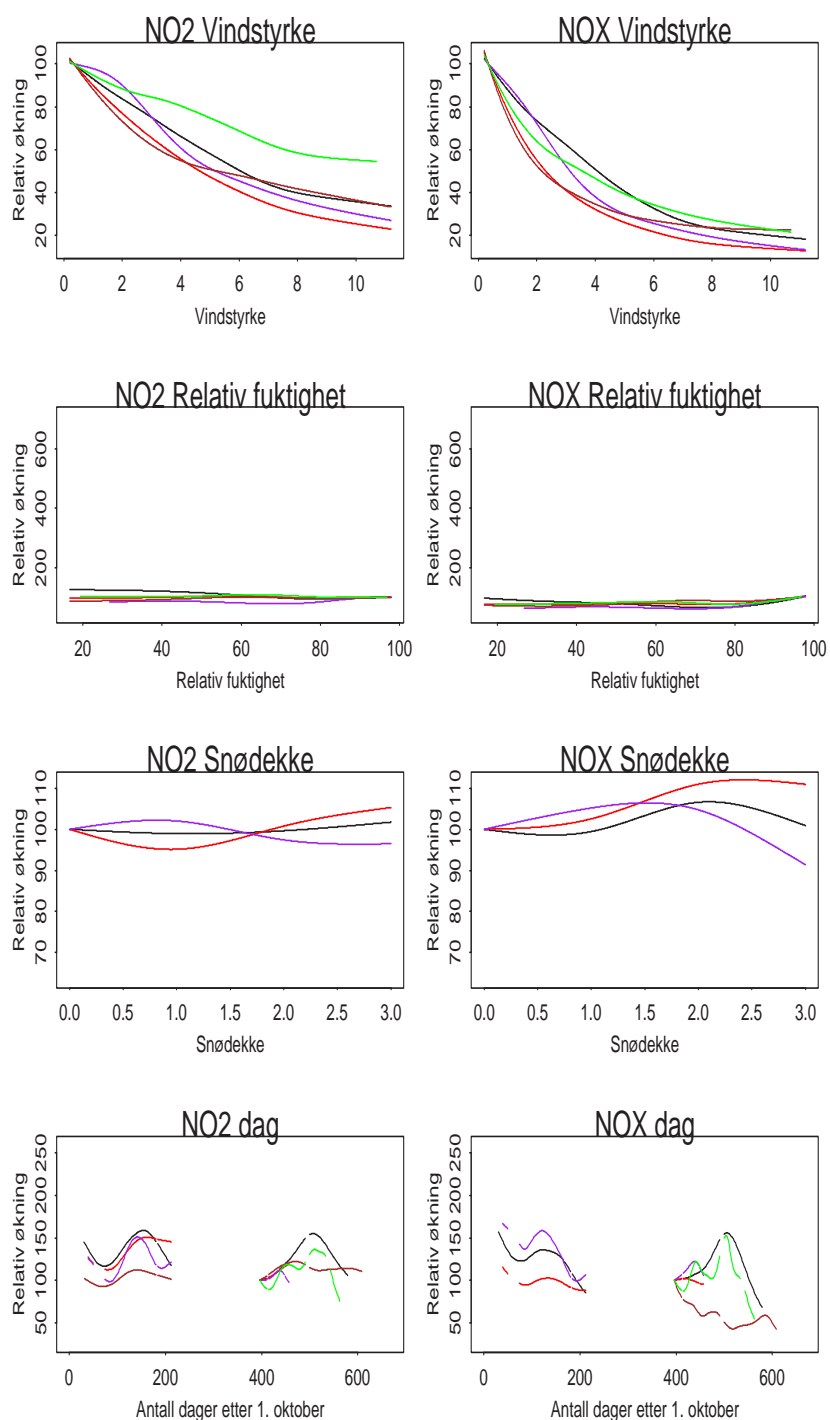 NO2 Vindstyrke
Relativ økning
20 40 60 80 100
0 2 4 6 8 10
Vindstyrke
NOX Vindstyrke
Relativ økning
20 40 60 80 100
0 2 4 6 8 10
Vindstyrke
NO2 Relativ fuktighet
Relativ økning
200 400 600
20 40 60 80 100
Relativ fuktighet
NOX Relativ fuktighet
Relativ økning
200 400 600
20 40 60 80 100
Relativ fuktighet
NO2 Snødekke
Relativ økning
70 80 90 100 110
0.0 0.5 1.0 1.5 2.0 2.5 3.0
Snødekke
NOX Snødekke
Relativ økning
70 80 90 100 110
0.0 0.5 1.0 1.5 2.0 2.5 3.0
Snødekke
NO2 dag
Relativ økning
50 100 150 200 250
0 200 400 600
Antall dager etter 1. oktober
NOX dag
Relativ økning
50 100 150 200 250
0 200 400 600
Antall dager etter 1. oktober